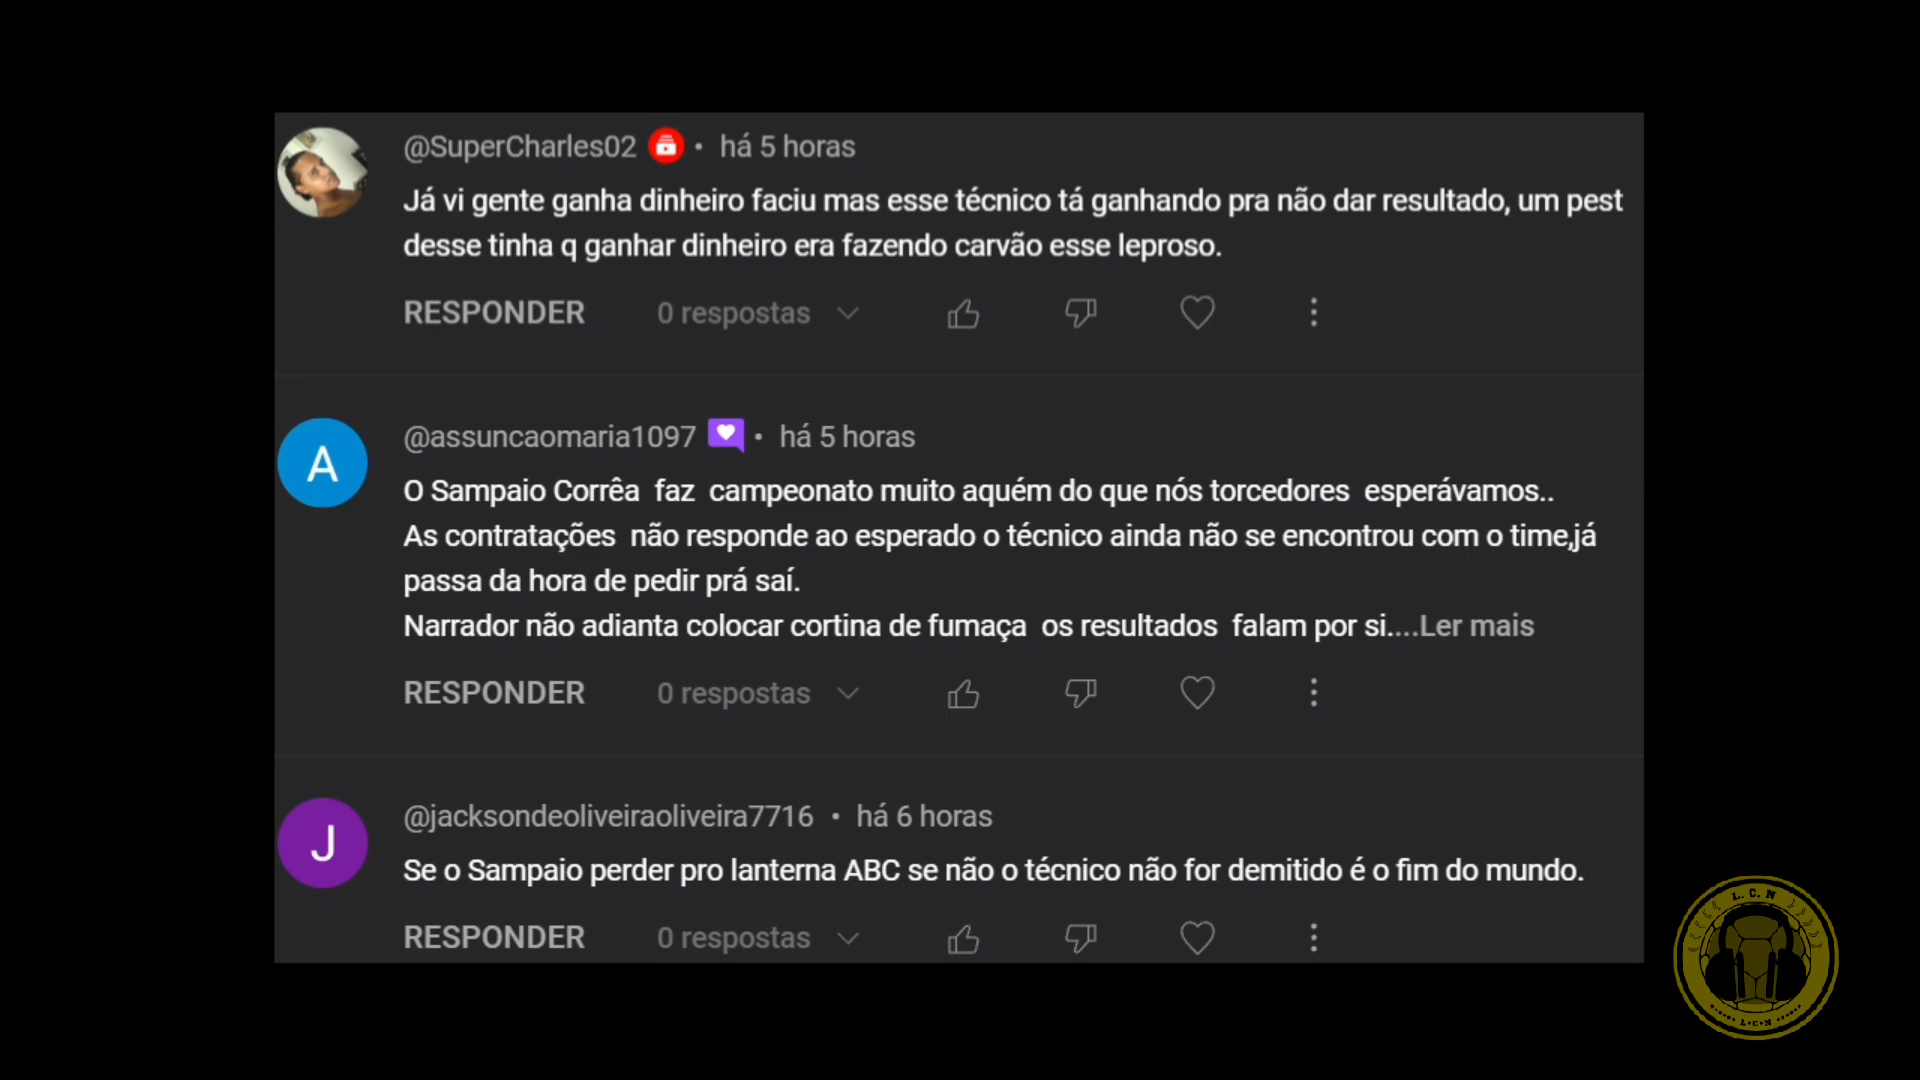 @SuperCharles02 • há 5 horas
Já vi gente ganha dinheiro faciu mas esse técnico tá ganhando pra não dar resultado, um pest
desse tinha q ganhar dinheiro era fazendo carvão esse leproso.
RESPONDER 0 respostas
A
@assuncaomaria1097 • há 5 horas
O Sampaio Corrêa faz campeonato muito aquém do que nós torcedores esperávamos..
As contratações não responde ao esperado o técnico ainda não se encontrou com o time,já
passa da hora de pedir prá saí.
Narrador não adianta colocar cortina de fumaça os resultados falam por si....Ler mais
RESPONDER 0 respostas
J
@jacksondeoliveiraoliveira7716 • há 6 horas
Se o Sampaio perder pro lanterna ABC se não o técnico não for demitido é o fim do mundo.
RESPONDER 0 respostas
L. C. N
L•C•N